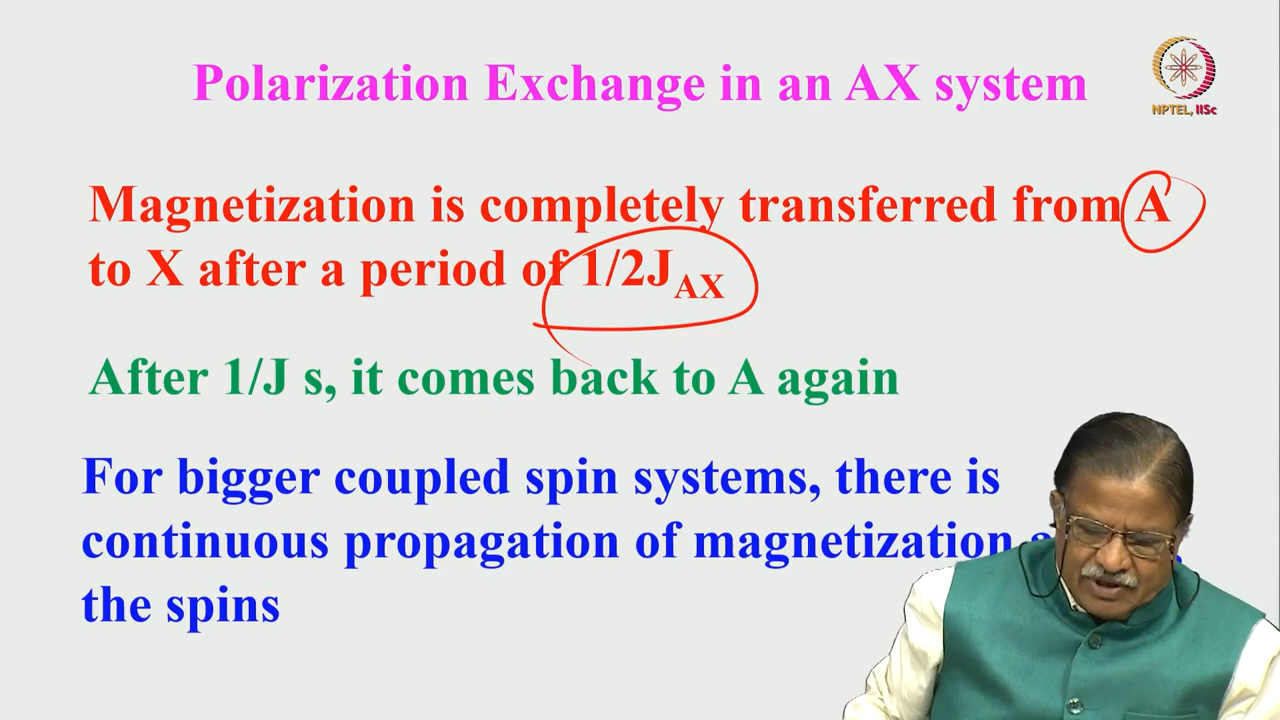 Polarization Exchange in an AX system
NPTEL, IISc
Magnetization is completely transferred from A
to X after a period of 1/2J_AX
After 1/J s, it comes back to A again
For bigger coupled spin systems, there is
continuous propagation of magnetization
the spins